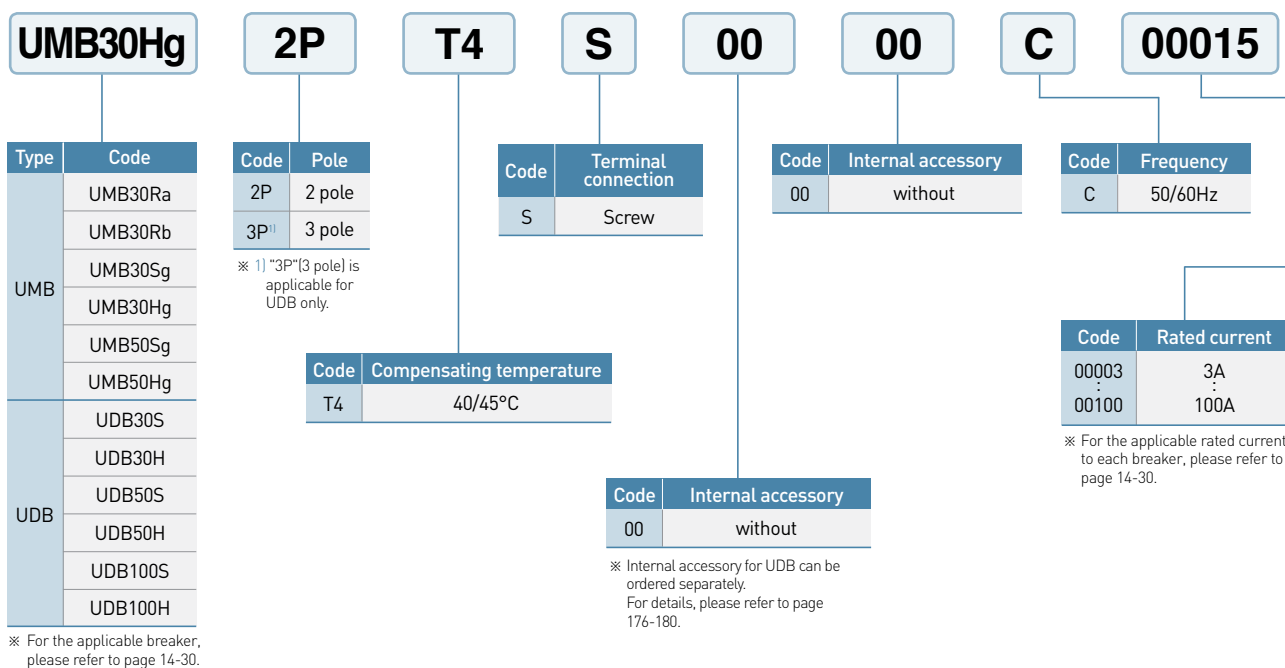 UMB30Hg 2P T4 S 00 00 C 00015
Type Code
UMB
UMB30Ra
UMB30Rb
UMB30Sg
UMB30Hg
UMB50Sg
UMB50Hg
UDB
UDB30S
UDB30H
UDB50S
UDB50H
UDB100S
UDB100H
※ For the applicable breaker,
please refer to page 14-30.
Code Pole
2P 2 pole
3P1) 3 pole
※ 1) "3P"(3 pole) is
applicable for
UDB only.
Code Compensating temperature
T4 40/45°C
Code Terminal
connection
S Screw
Code Internal accessory
00 without
※ Internal accessory for UDB can be
ordered separately.
For details, please refer to page
176-180.
Code Internal accessory
00 without
Code Frequency
C 50/60Hz
Code Rated current
00003 3A
: :
00100 100A
※ For the applicable rated current
to each breaker, please refer to
page 14-30.